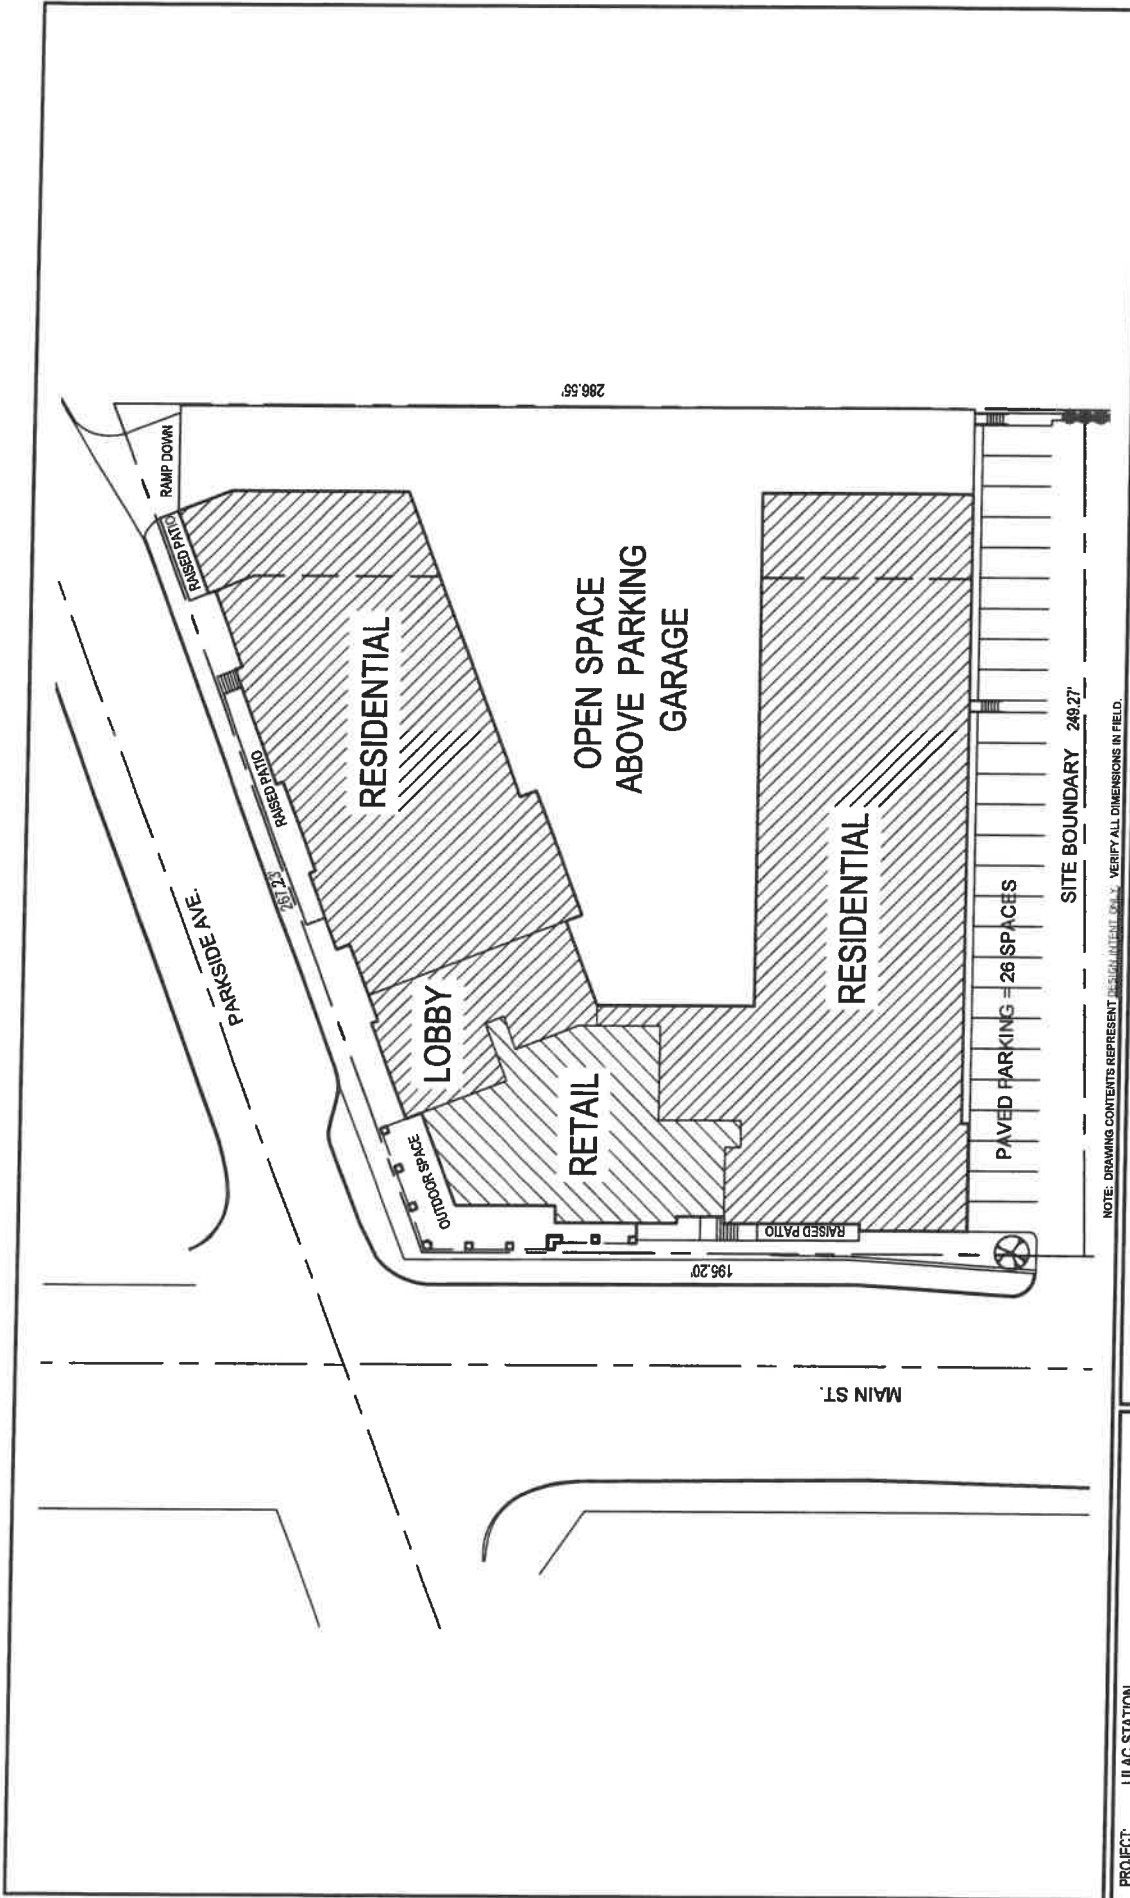 PARKSIDE AVE.
MAIN ST.
RAMP DOWN
RAISED PATIO
RAISED PATIO
267.23'
286.55'
RESIDENTIAL
LOBBY
OUTDOOR SPACE
RETAIL
OPEN SPACE
ABOVE PARKING
GARAGE
RESIDENTIAL
RAISED PATIO
195.20'
PAVED PARKING = 26 SPACES
SITE BOUNDARY 249.27'
NOTE: DRAWING CONTENTS REPRESENT DESIGN INTENT ONLY. VERIFY ALL DIMENSIONS IN FIELD.
PROJECT: LILAC STATION